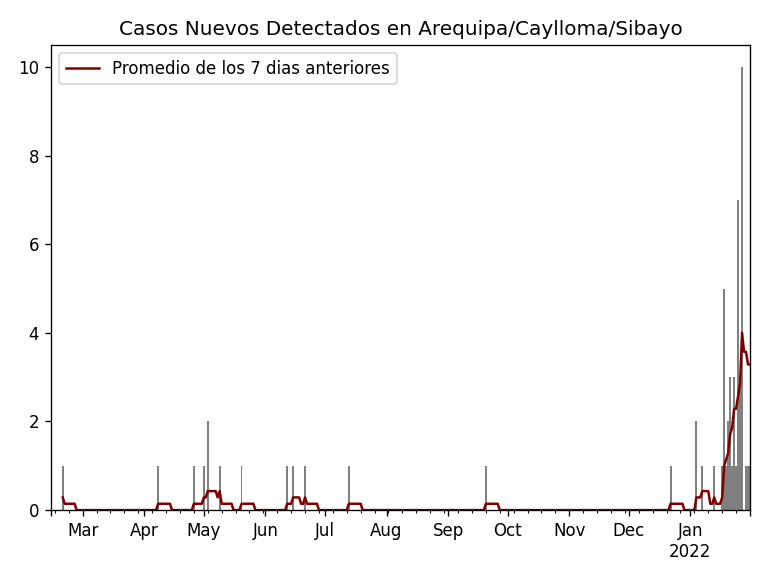 Casos Nuevos Detectados en Arequipa/Caylloma/Sibayo
Promedio de los 7 dias anteriores
10
8
6
4
2
0
Mar Apr May Jun Jul Aug Sep Oct Nov Dec Jan
2022